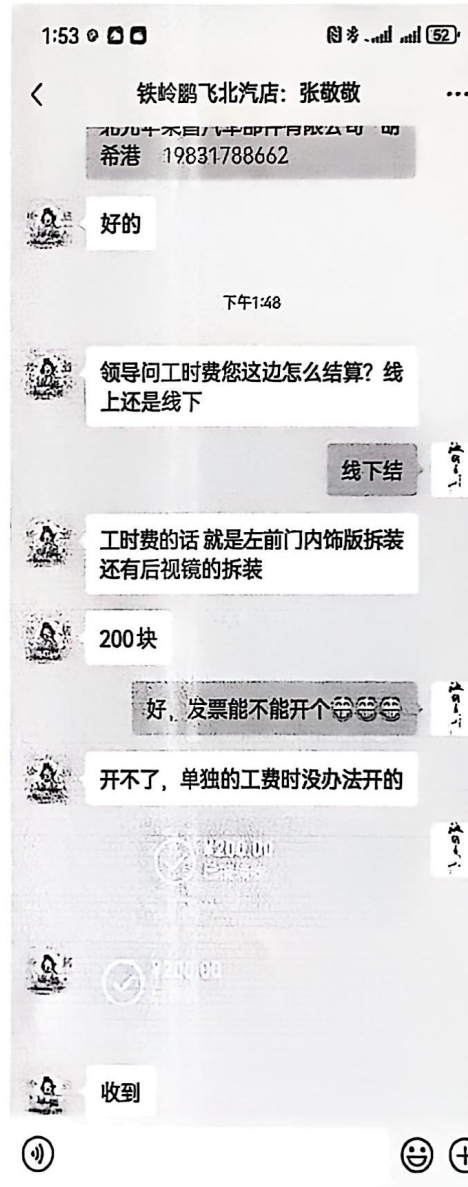 1:53
52
铁岭鹏飞北汽店：张敬敬
希港 19831788662
好的
下午1:48
领导问工时费您这边怎么结算？线
上还是线下
线下结
工时费的话 就是左前门内饰版拆装
还有后视镜的拆装
200块
好，发票能不能开个😂😂😂
开不了，单独的工费时没办法开的
¥200.00
¥200.00
收到